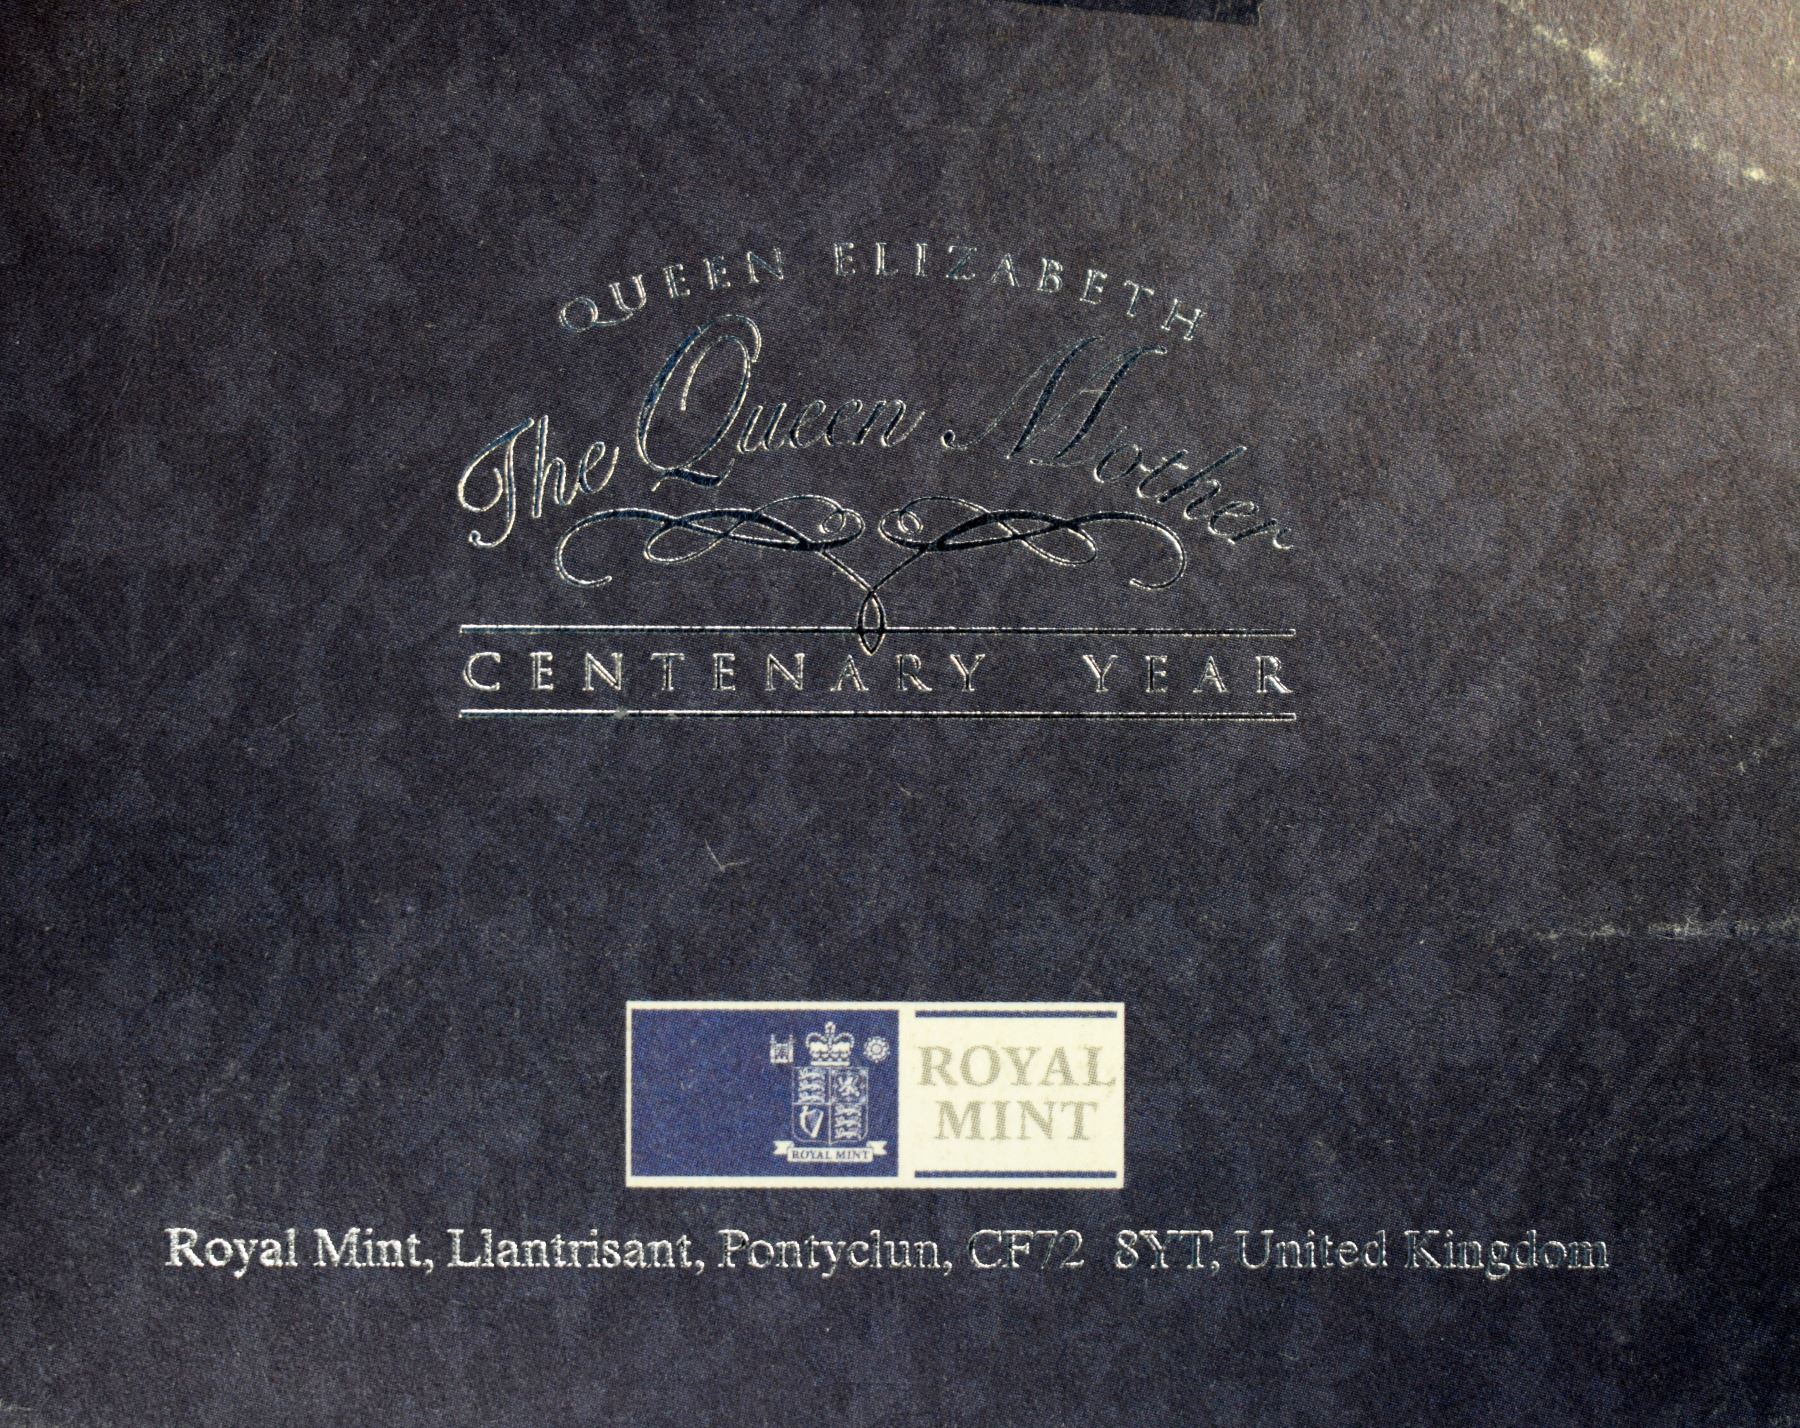 QUEEN ELIZABETH
The Queen Mother
CENTENARY YEAR
ROYAL MINT
ROYAL
MINT
Royal Mint, Llantrisant, Pontyclun, CF72 8YT, United Kingdom